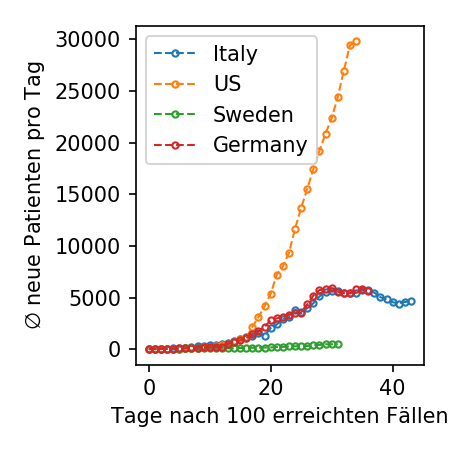 30000
25000
20000
15000
10000
5000
0
∅ neue Patienten pro Tag
Italy
US
Sweden
Germany
0 20 40
Tage nach 100 erreichten Fällen